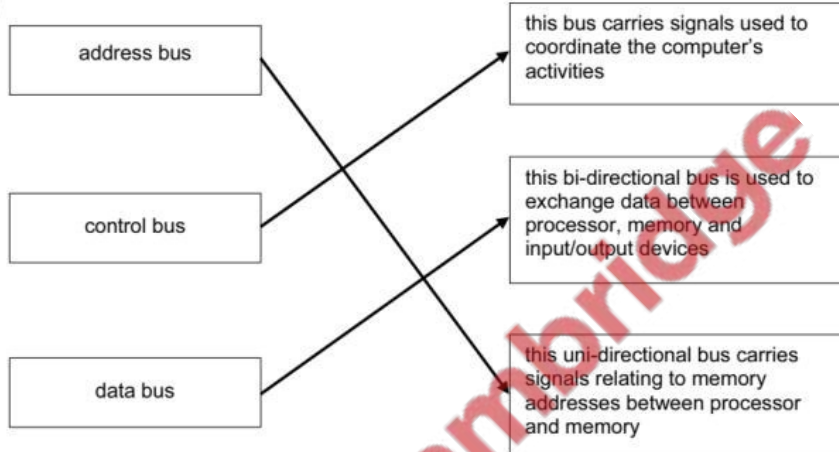 address bus
this bus carries signals used to
coordinate the computer's
activities
control bus
this bi-directional bus is used to
exchange data between
processor, memory and
input/output devices
data bus
this uni-directional bus carries
signals relating to memory
addresses between processor
and memory
ambridge